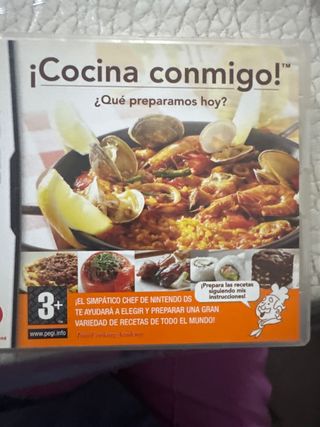 ¡Cocina conmigo!™
¿Qué preparamos hoy?
¡Prepara las recetas
siguiendo mis
instrucciones!
3+
www.pegi.info
¡EL SIMPÁTICO CHEF DE NINTENDO DS
TE AYUDARÁ A ELEGIR Y PREPARAR UNA GRAN
VARIEDAD DE RECETAS DE TODO EL MUNDO!